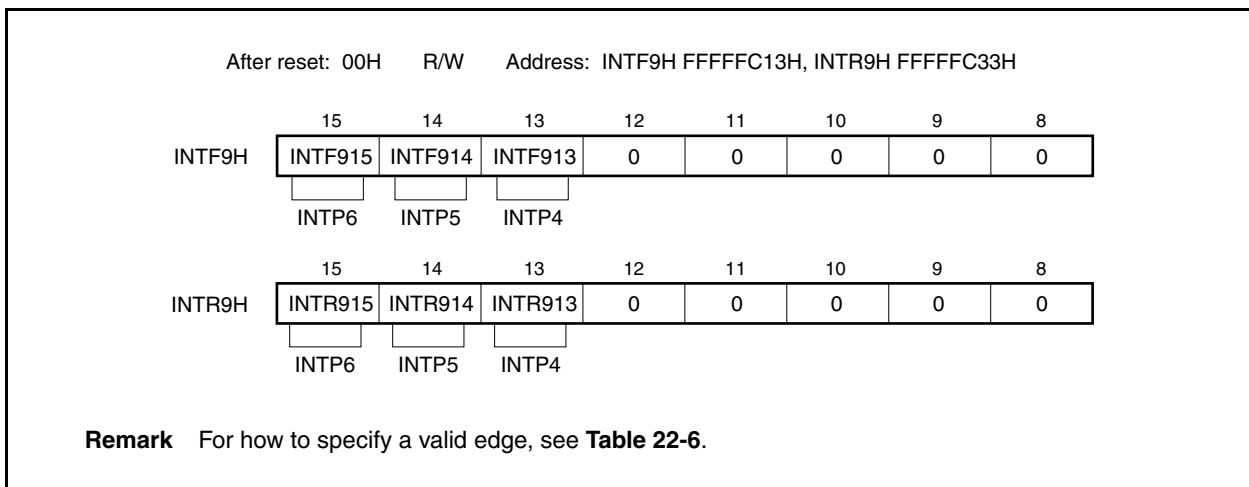 After reset: 00H R/W Address: INTF9H FFFFFC13H, INTR9H FFFFFC33H
15 14 13 12 11 10 9 8
INTF9H INTF915 INTF914 INTF913 0 0 0 0 0
INTP6 INTP5 INTP4
15 14 13 12 11 10 9 8
INTR9H INTR915 INTR914 INTR913 0 0 0 0 0
INTP6 INTP5 INTP4
Remark For how to specify a valid edge, see Table 22-6.